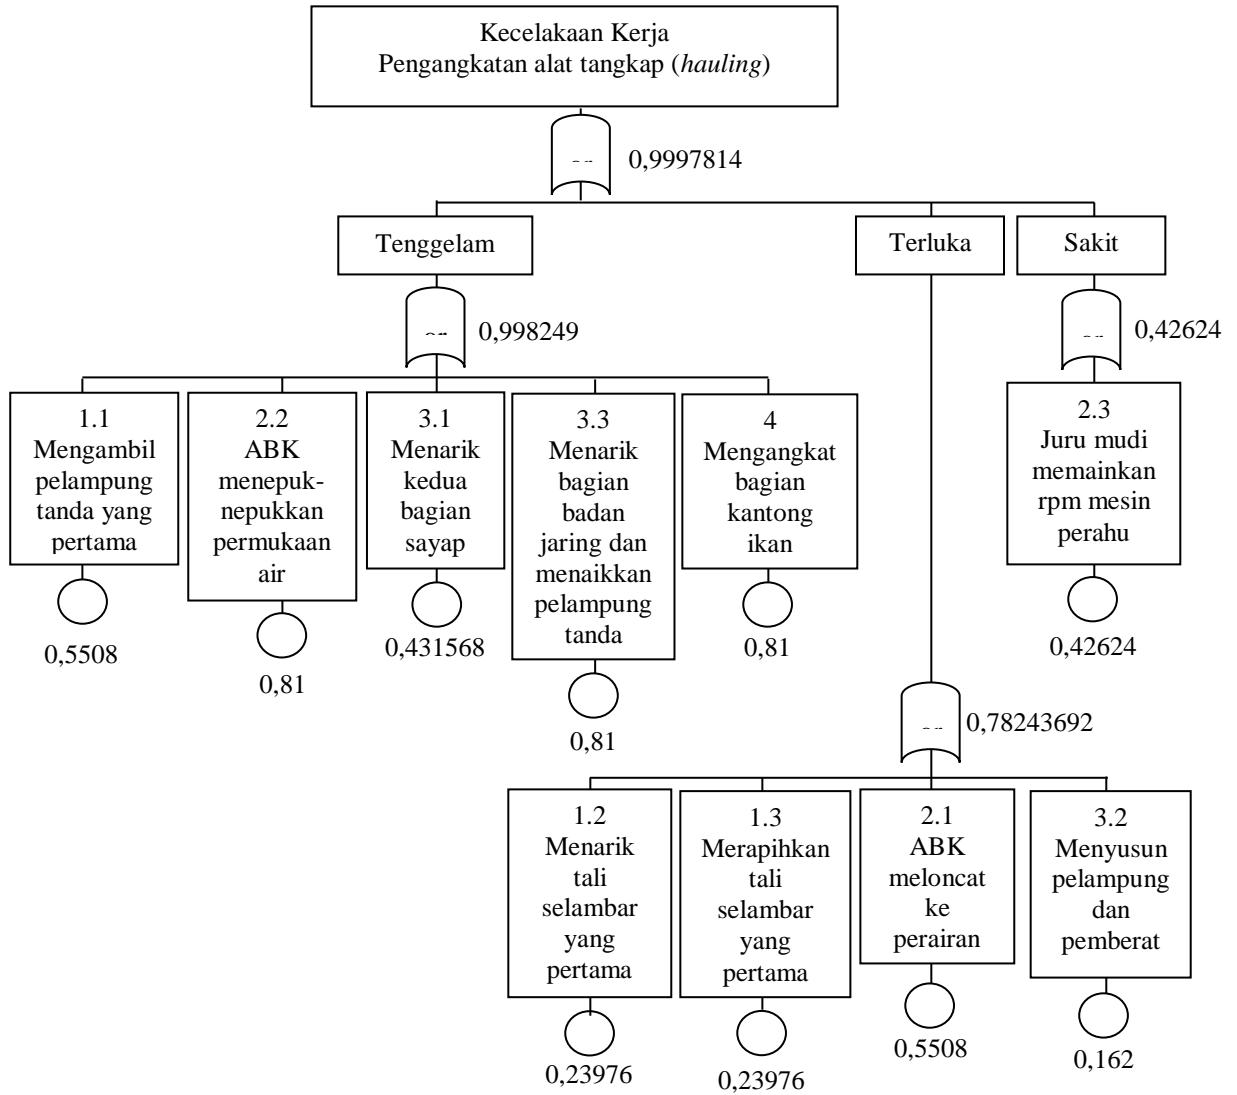 Kecelakaan Kerja
Pengangkatan alat tangkap (hauling)
0,9997814
Tenggelam
Terluka
Sakit
0,998249
0,42624
1.1
Mengambil
pelampung
tanda yang
pertama
0,5508
2.2
ABK
menepuk-
nepukkan
permukaan
air
0,81
3.1
Menarik
kedua
bagian
sayap
0,431568
3.3
Menarik
bagian
badan
jaring dan
menaikkan
pelampung
tanda
0,81
4
Mengangkat
bagian
kantong
ikan
0,81
2.3
Juru mudi
memainkan
rpm mesin
perahu
0,42624
0,78243692
1.2
Menarik
tali
selambar
yang
pertama
0,23976
1.3
Merapihkan
tali
selambar
yang
pertama
0,23976
2.1
ABK
meloncat
ke
perairan
0,5508
3.2
Menyusun
pelampung
dan
pemberat
0,162